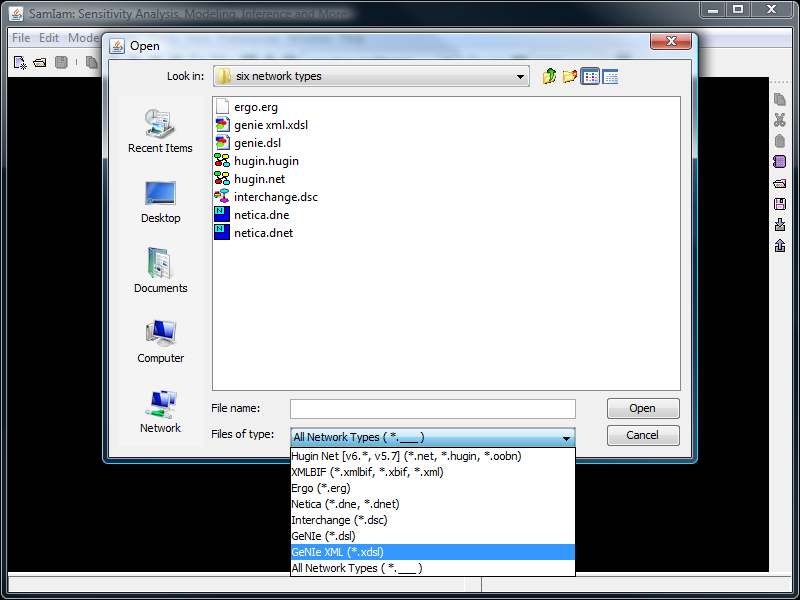 SamIam: Sensitivity Analysis, Modeling, Inference and More
File Edit Mode
Open
Look in: six network types
Recent Items
Desktop
Documents
Computer
Network
ergo.erg
genie xml.xdsl
genie.dsl
hugin.hugin
hugin.net
interchange.dsc
netica.dne
netica.dnet
File name: Open
Files of type: All Network Types ( *.___ ) Cancel
Hugin Net [v6.*, v5.7] (*.net, *.hugin, *.oobn)
XMLBIF (*.xmlbif, *.xbif, *.xml)
Ergo (*.erg)
Netica (*.dne, *.dnet)
Interchange (*.dsc)
GeNIe (*.dsl)
GeNIe XML (*.xdsl)
All Network Types ( *.___ )